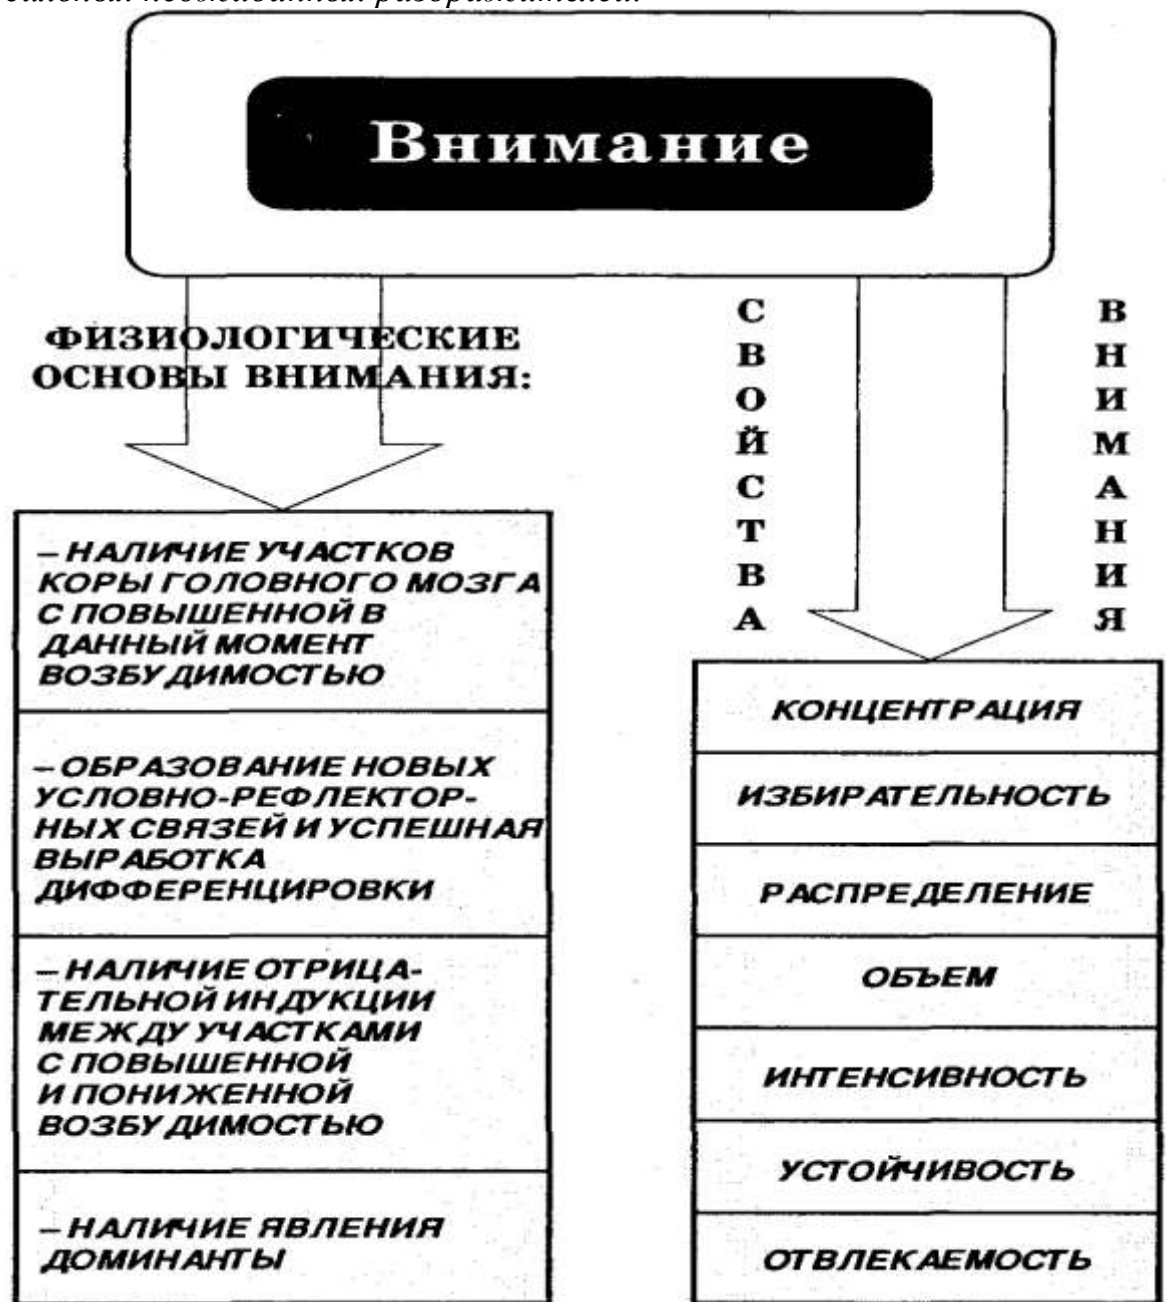 Внимание
ФИЗИОЛОГИЧЕСКИЕ
ОСНОВЫ ВНИМАНИЯ:
– НАЛИЧИЕ УЧАСТКОВ
КОРЫ ГОЛОВНОГО МОЗГА
С ПОВЫШЕННОЙ В
ДАННЫЙ МОМЕНТ
ВОЗБУДИМОСТЬЮ
– ОБРАЗОВАНИЕ НОВЫХ
УСЛОВНО-РЕФЛЕКТОР-
НЫХ СВЯЗЕЙ И УСПЕШНАЯ
ВЫРАБОТКА
ДИФФЕРЕНЦИРОВКИ
– НАЛИЧИЕ ОТРИЦА-
ТЕЛЬНОЙ ИНДУКЦИИ
МЕЖДУ УЧАСТКАМИ
С ПОВЫШЕННОЙ
И ПОНИЖЕННОЙ
ВОЗБУДИМОСТЬЮ
– НАЛИЧИЕ ЯВЛЕНИЯ
ДОМИНАНТЫ
СВОЙСТВА
ВНИМАНИЯ
КОНЦЕНТРАЦИЯ
ИЗБИРАТЕЛЬНОСТЬ
РАСПРЕДЕЛЕНИЕ
ОБЪЕМ
ИНТЕНСИВНОСТЬ
УСТОЙЧИВОСТЬ
ОТВЛЕКАЕМОСТЬ